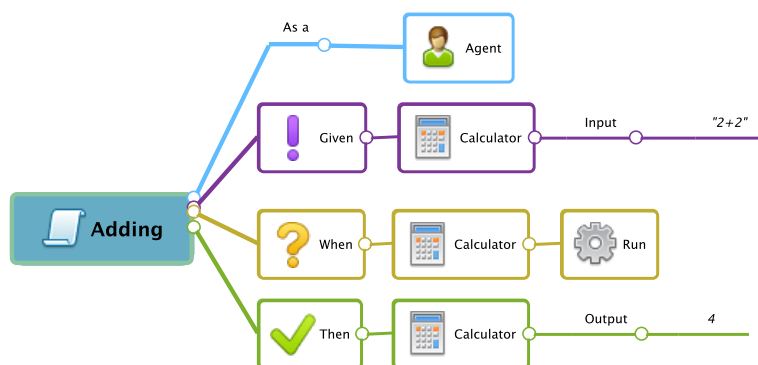 As a
Agent
Given
Calculator
Input
"2+2"
Adding
When
Calculator
Run
Then
Calculator
Output
4